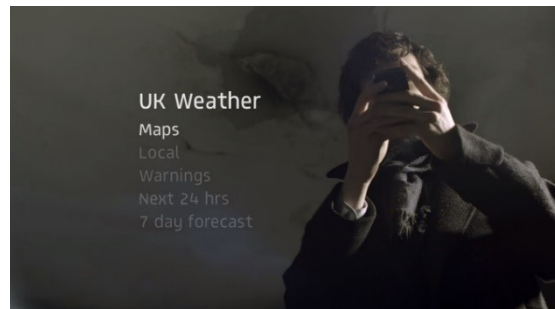 UK Weather
Maps
Local
Warnings
Next 24 hrs
7 day forecast